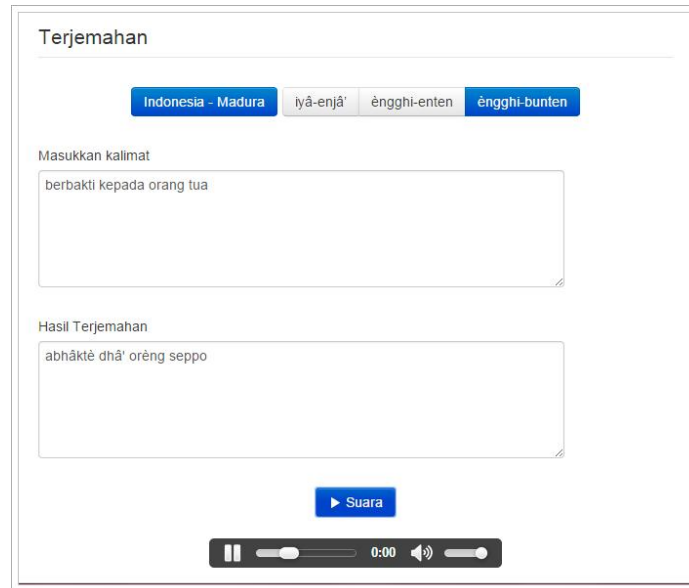 Terjemahan
Indonesia - Madura iyâ-enjâ' èngghi-enten èngghi-bunten
Masukkan kalimat
berbakti kepada orang tua
Hasil Terjemahan
abhâktè dhâ' orèng seppo
Suara
0:00